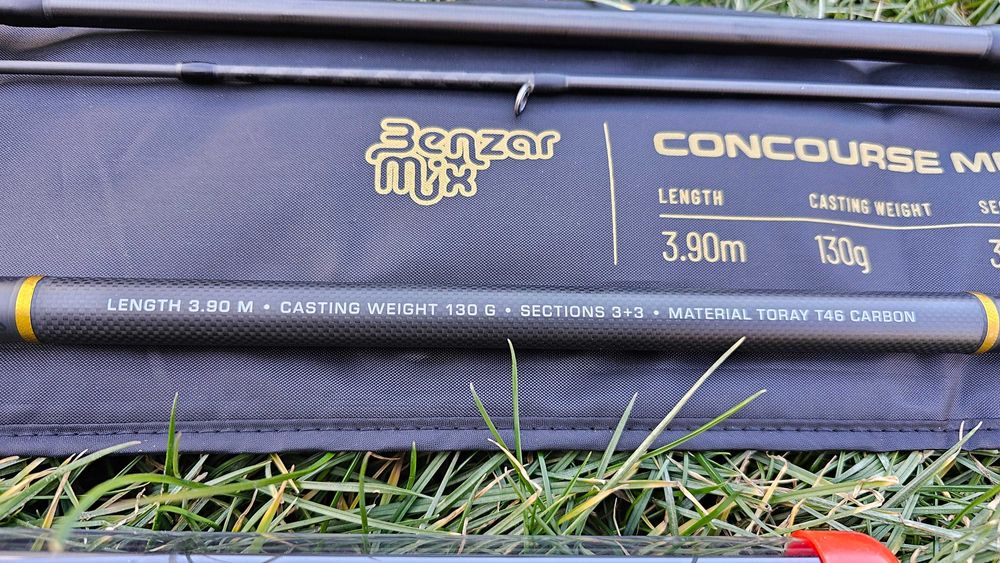 Benzar
Mix
CONCOURSE
LENGTH
CASTING WEIGHT
3.90m
130g
LENGTH 3.90 M • CASTING WEIGHT 130 G • SECTIONS 3+3 • MATERIAL TORAY T46 CARBON